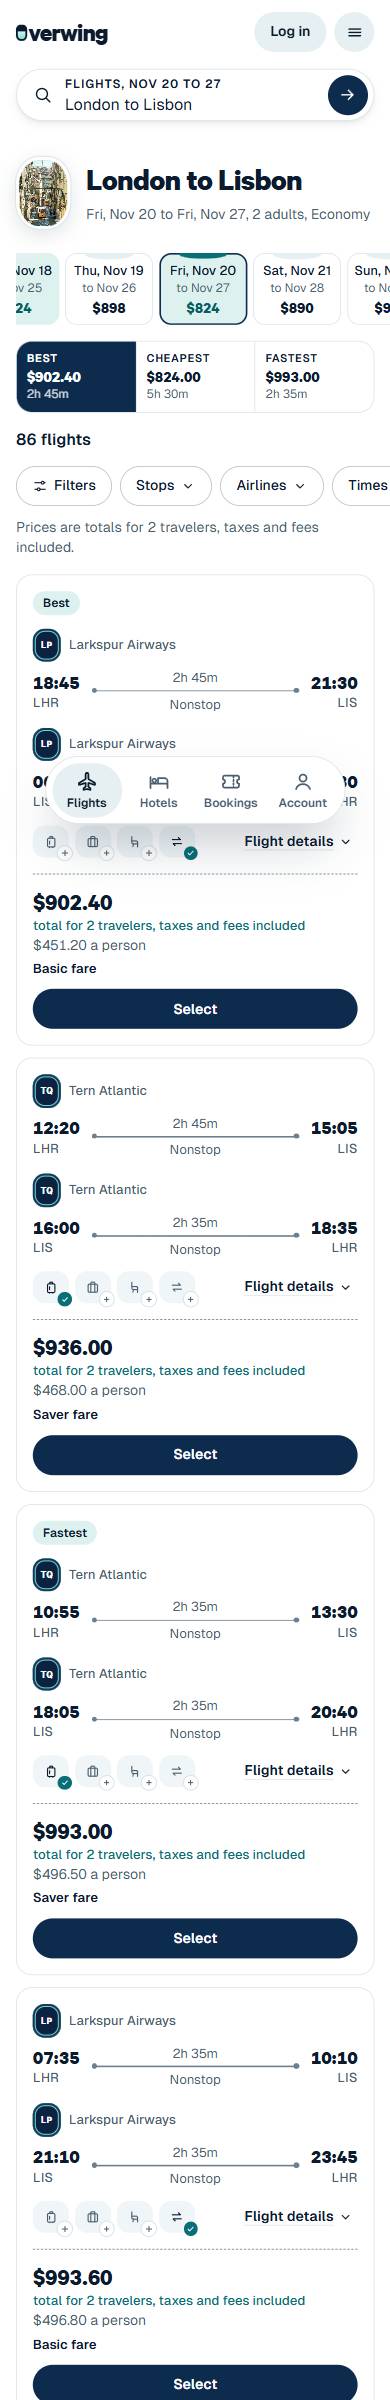 verwing
Log in
FLIGHTS, NOV 20 TO 27
London to Lisbon
London to Lisbon
Fri, Nov 20 to Fri, Nov 27, 2 adults, Economy
Nov 18
Thu, Nov 19
to Nov 26
$898
Fri, Nov 20
to Nov 27
$824
Sat, Nov 21
to Nov 28
$890
BEST
$902.40
2h 45m
CHEAPEST
$824.00
5h 30m
FASTEST
$993.00
2h 35m
86 flights
Filters
Stops
Airlines
Times
Prices are totals for 2 travelers, taxes and fees
included.
Best
LP
Larkspur Airways
18:45
LHR
2h 45m
Nonstop
21:30
LIS
LP
Larkspur Airways
Flights
Hotels
Bookings
Account
Flight details
$902.40
total for 2 travelers, taxes and fees included
$451.20 a person
Basic fare
Select
TQ
Tern Atlantic
12:20
LHR
2h 45m
Nonstop
15:05
LIS
TQ
Tern Atlantic
16:00
LIS
2h 35m
Nonstop
18:35
LHR
Flight details
$936.00
total for 2 travelers, taxes and fees included
$468.00 a person
Saver fare
Select
Fastest
TQ
Tern Atlantic
10:55
LHR
2h 35m
Nonstop
13:30
LIS
TQ
Tern Atlantic
18:05
LIS
2h 35m
Nonstop
20:40
LHR
Flight details
$993.00
total for 2 travelers, taxes and fees included
$496.50 a person
Saver fare
Select
LP
Larkspur Airways
07:35
LHR
2h 35m
Nonstop
10:10
LIS
LP
Larkspur Airways
21:10
LIS
2h 35m
Nonstop
23:45
LHR
Flight details
$993.60
total for 2 travelers, taxes and fees included
$496.80 a person
Basic fare
Select